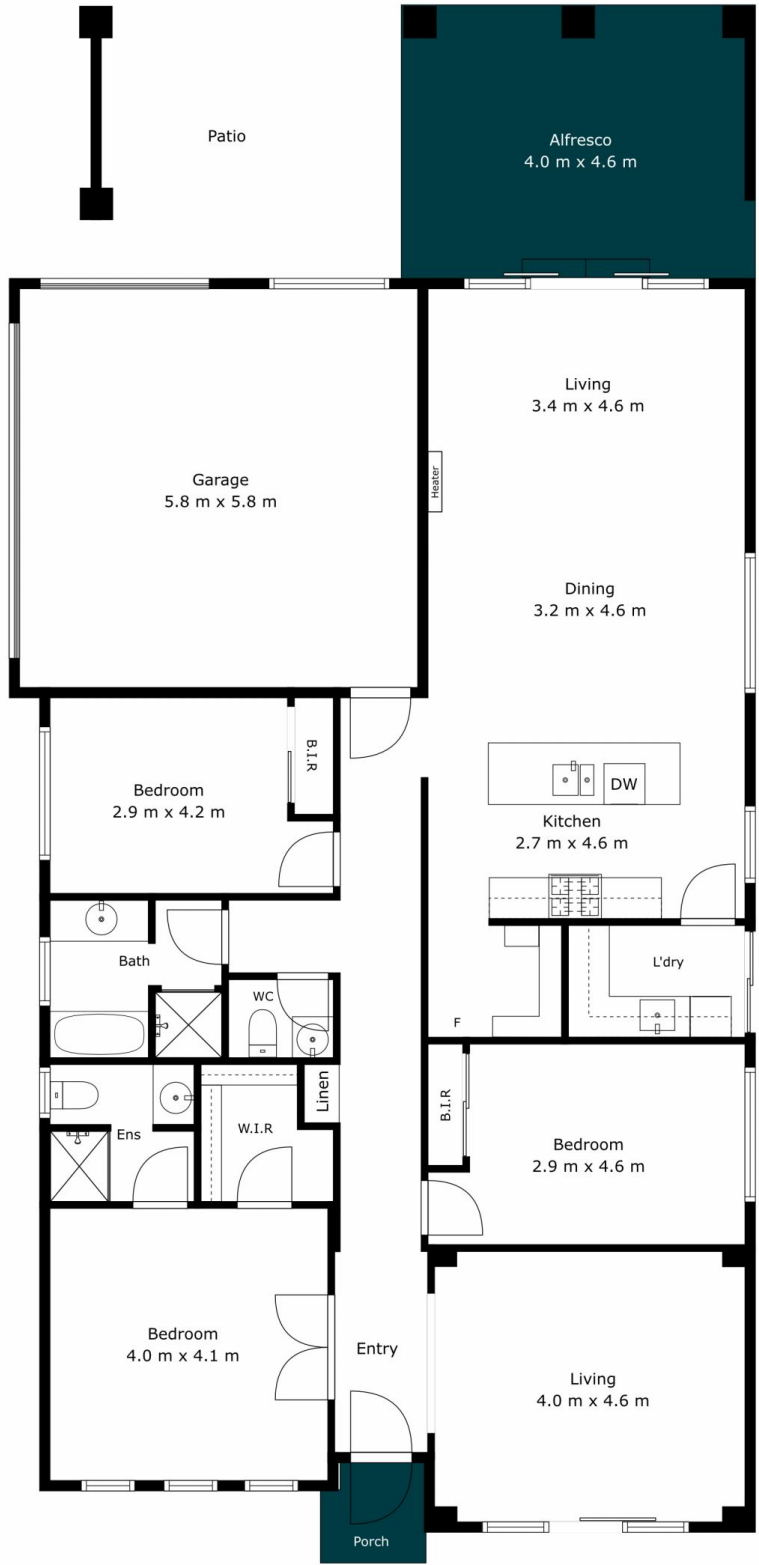 Patio
Alfresco
4.0 m x 4.6 m
Living
3.4 m x 4.6 m
Garage
5.8 m x 5.8 m
Heater
Dining
3.2 m x 4.6 m
B.I.R
Bedroom
2.9 m x 4.2 m
DW
Kitchen
2.7 m x 4.6 m
Bath
L'dry
WC
F
Linen
B.I.R
W.I.R
Ens
Bedroom
2.9 m x 4.6 m
Bedroom
4.0 m x 4.1 m
Entry
Living
4.0 m x 4.6 m
Porch